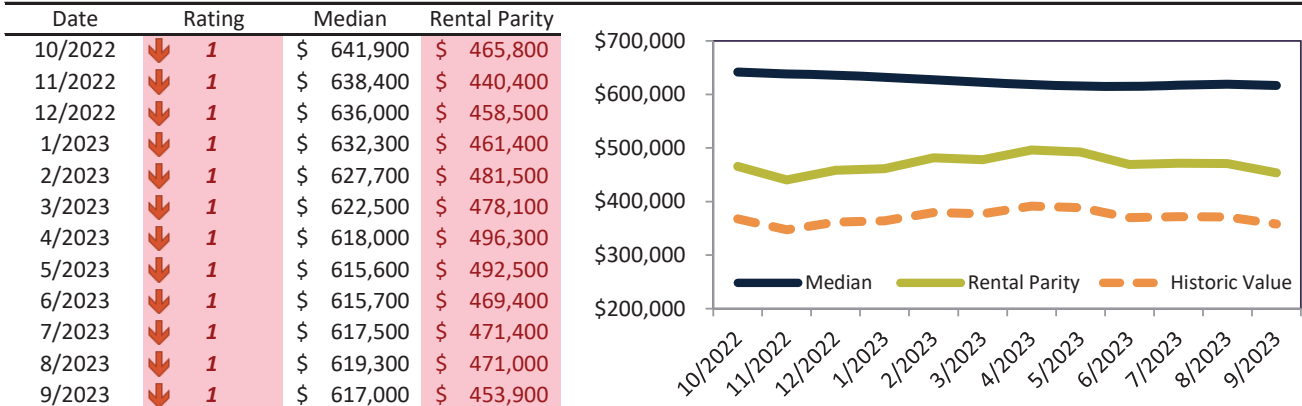 Date Rating Median Rental Parity
10/2022 1 $ 641,900 $ 465,800
11/2022 1 $ 638,400 $ 440,400
12/2022 1 $ 636,000 $ 458,500
1/2023 1 $ 632,300 $ 461,400
2/2023 1 $ 627,700 $ 481,500
3/2023 1 $ 622,500 $ 478,100
4/2023 1 $ 618,000 $ 496,300
5/2023 1 $ 615,600 $ 492,500
6/2023 1 $ 615,700 $ 469,400
7/2023 1 $ 617,500 $ 471,400
8/2023 1 $ 619,300 $ 471,000
9/2023 1 $ 617,000 $ 453,900
$700,000
$600,000
$500,000
$400,000
$300,000
$200,000
Median Rental Parity Historic Value
10/2022 11/2022 12/2022 1/2023 2/2023 3/2023 4/2023 5/2023 6/2023 7/2023 8/2023 9/2023